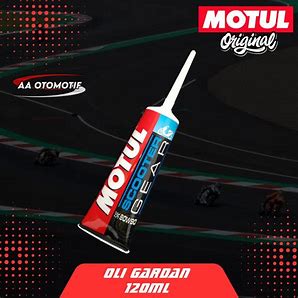 MOTUL
Original
AA OTOMOTIF
MOTUL
SCOOTER
GEAR
80W90
OLI GARDAN
120ML